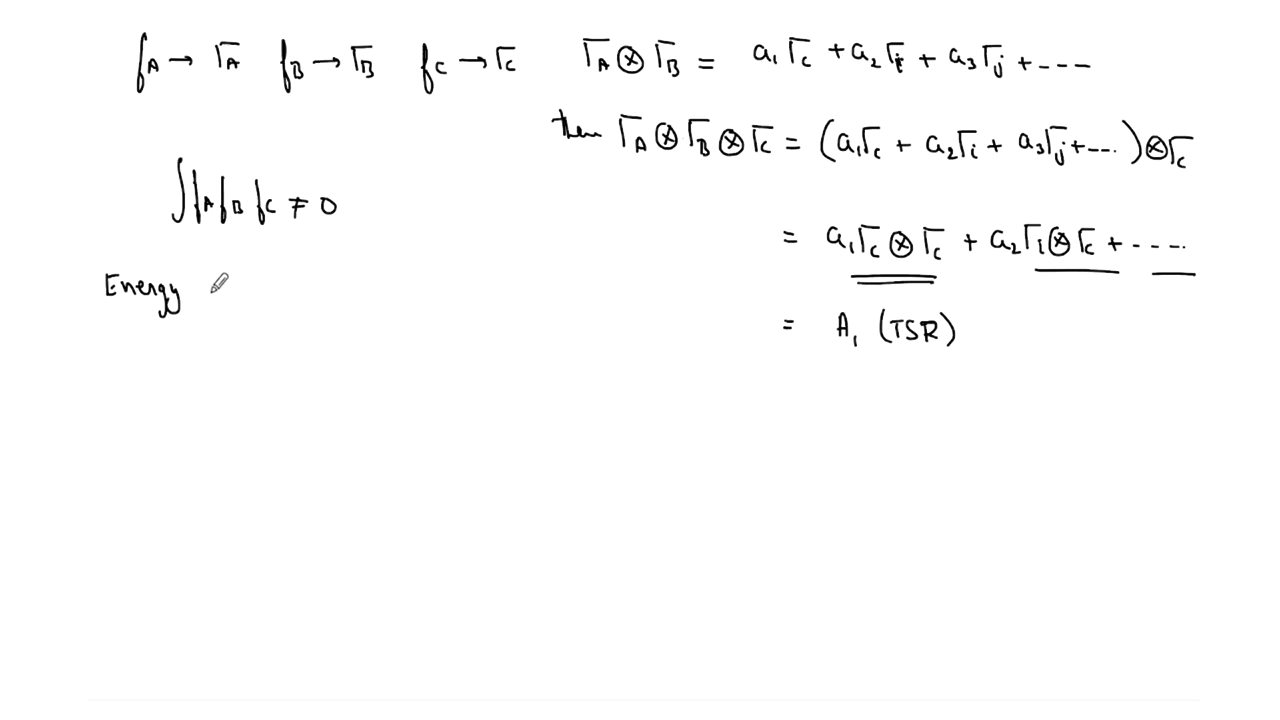 f_A → Γ_A   f_B → Γ_B   f_C → Γ_C   Γ_A ⊗ Γ_B = a_1 Γ_C + a_2 Γ_i + a_3 Γ_j + ----
then Γ_A ⊗ Γ_B ⊗ Γ_C = (a_1 Γ_C + a_2 Γ_i + a_3 Γ_j + ---- ) ⊗ Γ_C
∫ f_A f_B f_C ≠ 0
= a_1 Γ_C ⊗ Γ_C + a_2 Γ_i ⊗ Γ_C + -----
Energy
= A_1 (TSR)